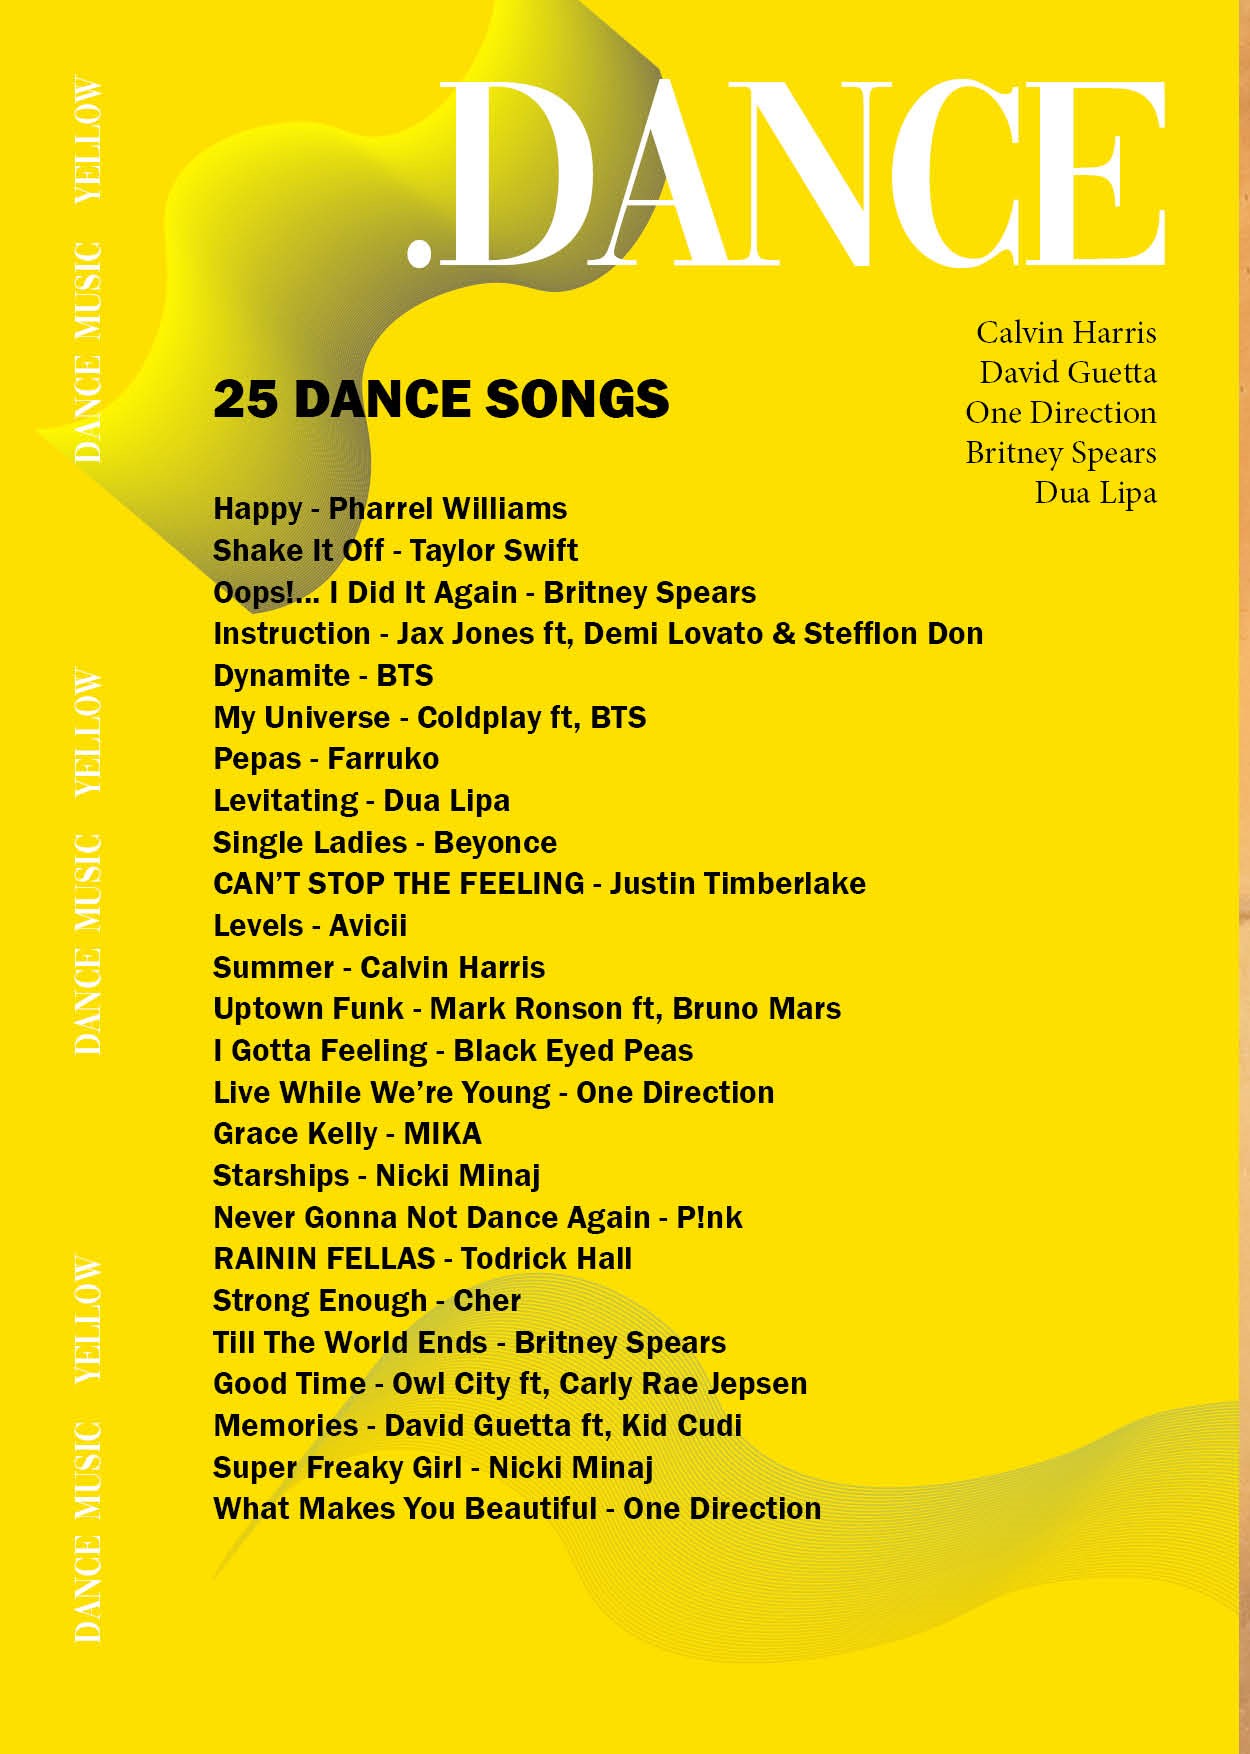 .DANCE
Calvin Harris
David Guetta
One Direction
Britney Spears
Dua Lipa
25 DANCE SONGS
Happy - Pharrel Williams
Shake It Off - Taylor Swift
Oops!... I Did It Again - Britney Spears
Instruction - Jax Jones ft, Demi Lovato & Stefflon Don
Dynamite - BTS
My Universe - Coldplay ft, BTS
Pepas - Farruko
Levitating - Dua Lipa
Single Ladies - Beyonce
CAN’T STOP THE FEELING - Justin Timberlake
Levels - Avicii
Summer - Calvin Harris
Uptown Funk - Mark Ronson ft, Bruno Mars
I Gotta Feeling - Black Eyed Peas
Live While We’re Young - One Direction
Grace Kelly - MIKA
Starships - Nicki Minaj
Never Gonna Not Dance Again - P!nk
RAININ FELLAS - Todrick Hall
Strong Enough - Cher
Till The World Ends - Britney Spears
Good Time - Owl City ft, Carly Rae Jepsen
Memories - David Guetta ft, Kid Cudi
Super Freaky Girl - Nicki Minaj
What Makes You Beautiful - One Direction
DANCE MUSIC YELLOW
DANCE MUSIC YELLOW
DANCE MUSIC YELLOW